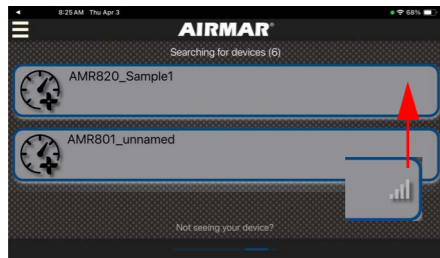 8:25 AM Thu Apr 3
68%
AIRMAR®
Searching for devices (6)
AMR820_Sample1
AMR801_unnamed
Not seeing your device?